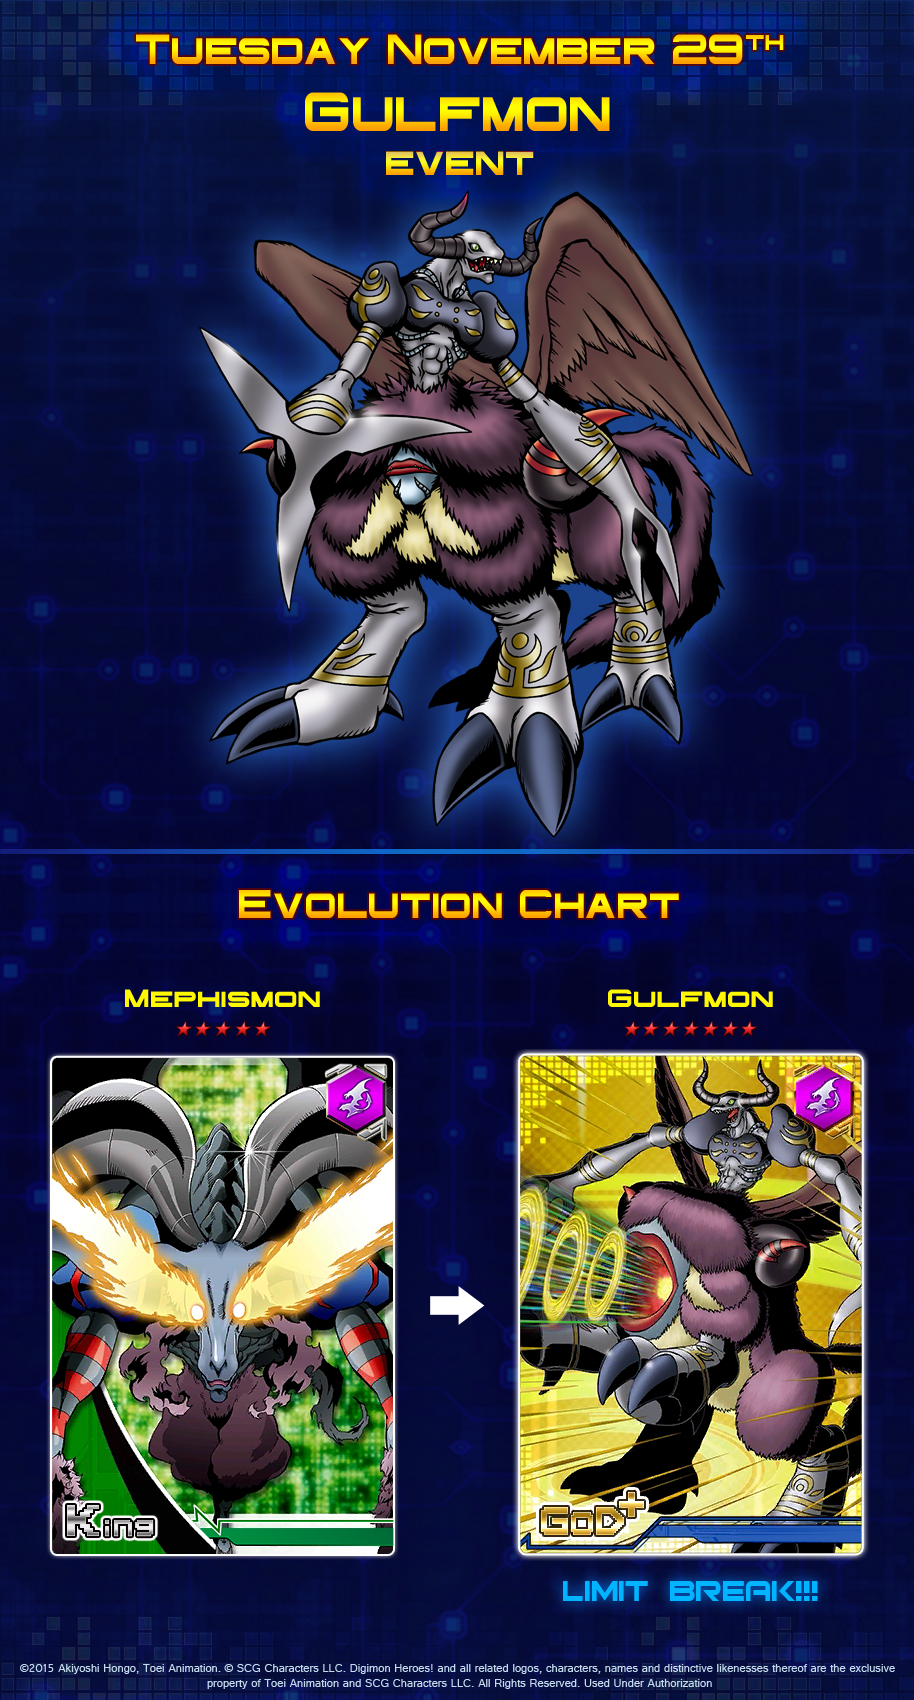 Tuesday November 29th
Gulfmon
EVENT
Evolution Chart
Mephismon
Gulfmon
King
GoD+
LIMIT BREAK!!!
©2015 Akiyoshi Hongo, Toei Animation. © SCG Characters LLC. Digimon Heroes! and all related logos, characters, names and distinctive likenesses thereof are the exclusive
property of Toei Animation and SCG Characters LLC. All Rights Reserved. Used Under Authorization